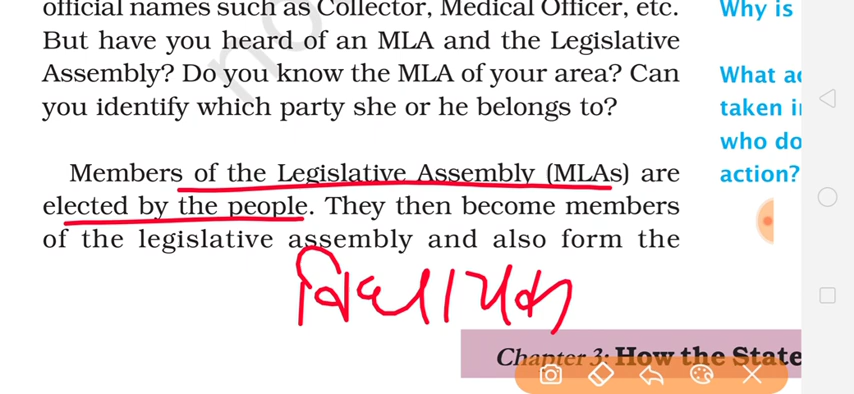 official names such as Collector, Medical Officer, etc.
But have you heard of an MLA and the Legislative
Assembly? Do you know the MLA of your area? Can
you identify which party she or he belongs to?
Members of the Legislative Assembly (MLAs) are
elected by the people. They then become members
of the legislative assembly and also form the
विधायक
Why is
What
taken
who do
action?
Chapter 3: How the State